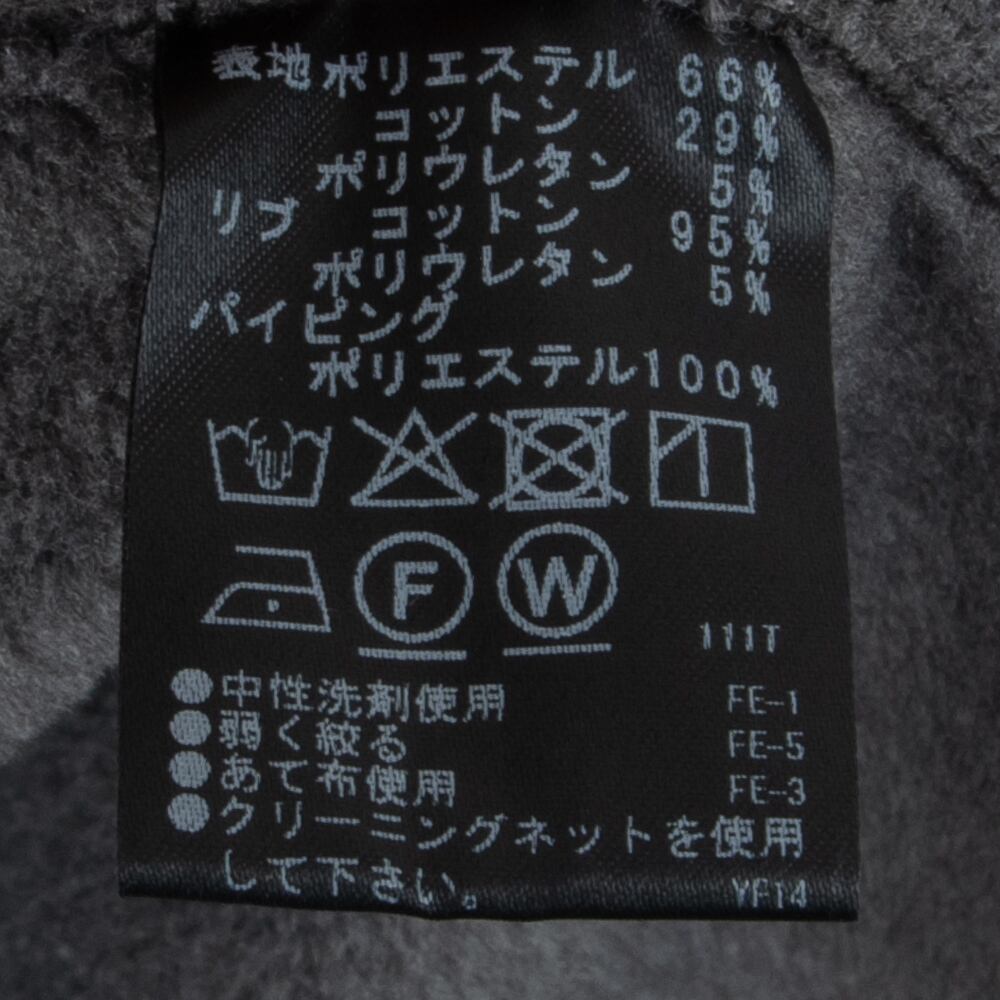 表地ポリエステル 66%
コットン 29%
ポリウレタン 5%
リブ コットン 95%
ポリウレタン 5%
パイピング
ポリエステル100%
F W
111T
●中性洗剤使用 FE-1
●弱く絞る FE-5
●あて布使用 FE-3
●クリーニングネットを使用
して下さい。 YF14